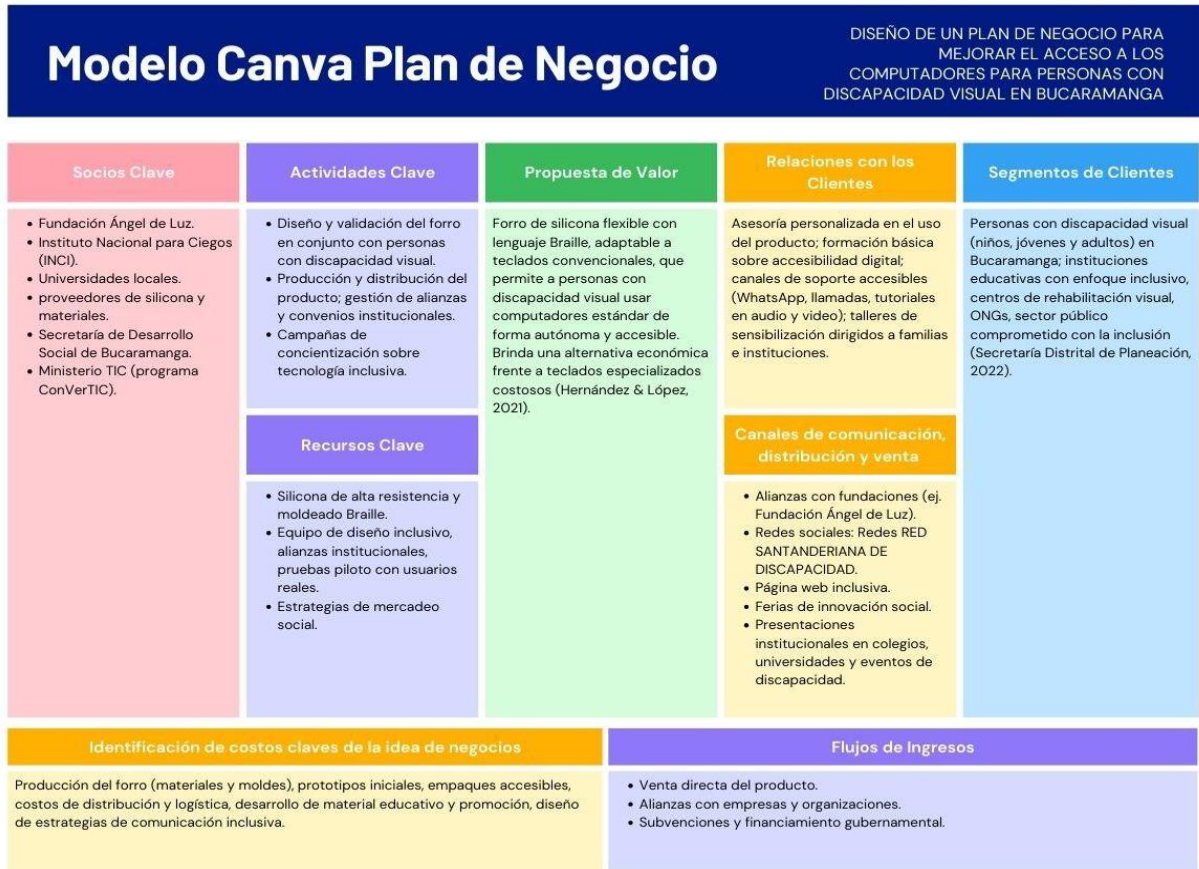 Modelo Canva Plan de Negocio
DISEÑO DE UN PLAN DE NEGOCIO PARA
MEJORAR EL ACCESO A LOS
COMPUTADORES PARA PERSONAS CON
DISCAPACIDAD VISUAL EN BUCARAMANGA
Socios Clave
• Fundación Ángel de Luz.
• Instituto Nacional para Ciegos
(INCI).
• Universidades locales.
• proveedores de silicona y
materiales.
• Secretaría de Desarrollo
Social de Bucaramanga.
• Ministerio TIC (programa
ConVerTIC).
Actividades Clave
• Diseño y validación del forro
en conjunto con personas
con discapacidad visual.
• Producción y distribución del
producto; gestión de alianzas
y convenios institucionales.
• Campañas de
concientización sobre
tecnología inclusiva.
Recursos Clave
• Silicona de alta resistencia y
moldeado Braille.
• Equipo de diseño inclusivo,
alianzas institucionales,
pruebas piloto con usuarios
reales.
• Estrategias de mercadeo
social.
Propuesta de Valor
Forro de silicona flexible con
lenguaje Braille, adaptable a
teclados convencionales, que
permite a personas con
discapacidad visual usar
computadores estándar de
forma autónoma y accesible.
Brinda una alternativa económica
frente a teclados especializados
costosos (Hernández & López,
2021).
Relaciones con los
Clientes
Asesoría personalizada en el uso
del producto; formación básica
sobre accesibilidad digital;
canales de soporte accesibles
(WhatsApp, llamadas, tutoriales
en audio y video); talleres de
sensibilización dirigidos a familias
e instituciones.
Canales de comunicación,
distribución y venta
• Alianzas con fundaciones (ej.
Fundación Ángel de Luz).
• Redes sociales: Redes RED
SANTANDERIANA DE
DISCAPACIDAD.
• Página web inclusiva.
• Ferias de innovación social.
• Presentaciones
institucionales en colegios,
universidades y eventos de
discapacidad.
Segmentos de Clientes
Personas con discapacidad visual
(niños, jóvenes y adultos) en
Bucaramanga; instituciones
educativas con enfoque inclusivo,
centros de rehabilitación visual,
ONGs, sector público
comprometido con la inclusión
(Secretaría Distrital de Planeación,
2022).
Identificación de costos claves de la idea de negocios
Producción del forro (materiales y moldes), prototipos iniciales, empaques accesibles,
costos de distribución y logística, desarrollo de material educativo y promoción, diseño
de estrategias de comunicación inclusiva.
Flujos de Ingresos
• Venta directa del producto.
• Alianzas con empresas y organizaciones.
• Subvenciones y financiamiento gubernamental.